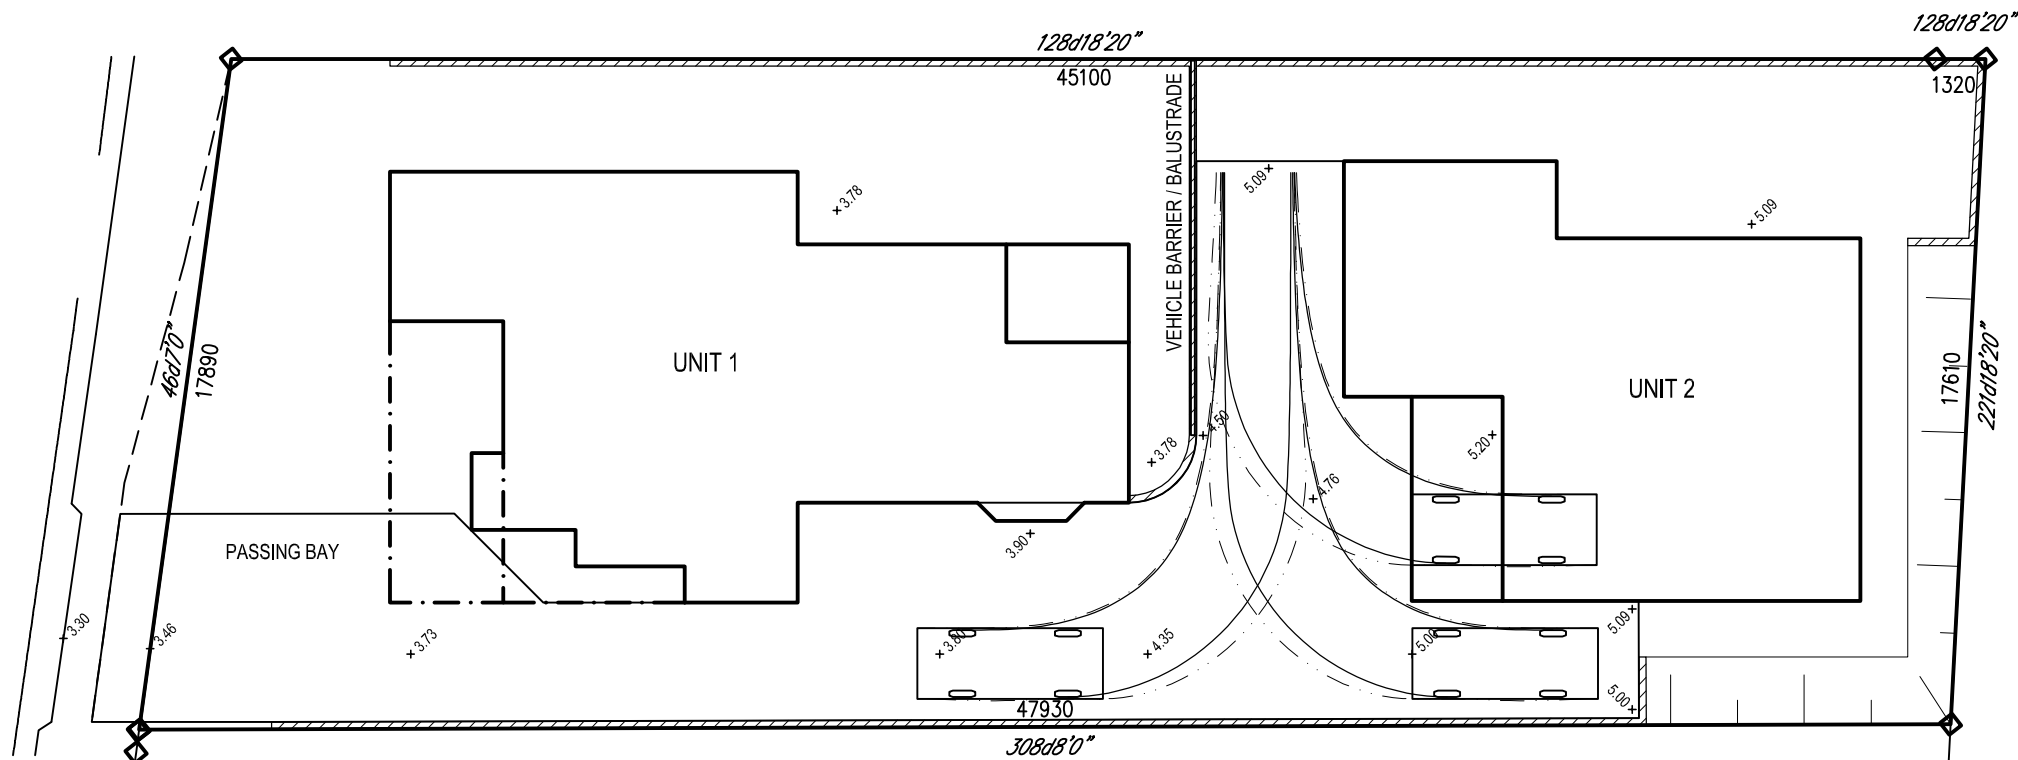 128d18'20"
128d18'20"
45100
1320
VEHICLE BARRIER / BALUSTRADE
5.09
3.78
5.09
46d7'0"
17890
UNIT 1
UNIT 2
17610
221d18'20"
4.50
3.78
5.20
4.76
3.90
PASSING BAY
3.30
3.46
3.73
3.80
4.35
5.00
5.09
5.00
47930
308d8'0"